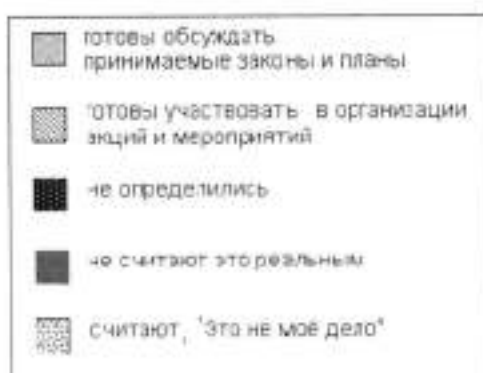 готовы обсуждать
принимаемые законы и планы
готовы участвовать в организации
акций и мероприятий
не определились
не считают это реальным
считают, "Это не моё дело"